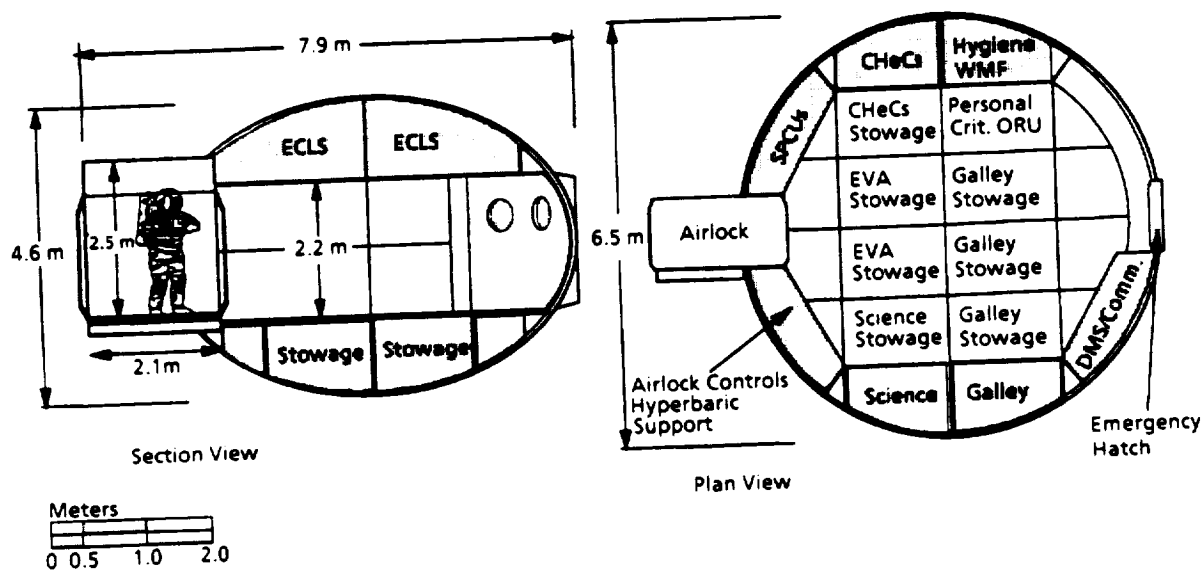 7.9 m
ECLS
ECLS
4.6 m
2.5 m
2.2 m
Stowage
Stowage
2.1m
Section View
Meters
0 0.5 1.0 2.0
CHeCs
Hygiene
WMF
SPCUs
CHeCs
Stowage
Personal
Crit. ORU
EVA
Stowage
Galley
Stowage
6.5 m
Airlock
EVA
Stowage
Galley
Stowage
Science
Stowage
Galley
Stowage
DMS/Comm.
Science
Galley
Airlock Controls
Hyperbaric
Support
Emergency
Hatch
Plan View